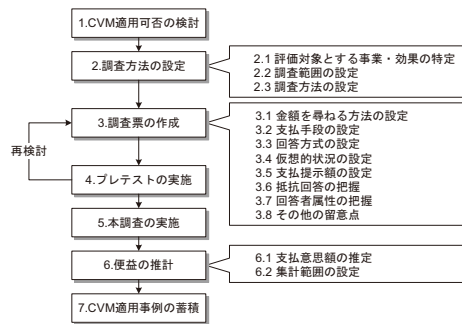 1.CVM適用可否の検討
2.調査方法の設定
2.1 評価対象とする事業・効果の特定
2.2 調査範囲の設定
2.3 調査方法の設定
3.調査票の作成
3.1 金額を尋ねる方法の設定
3.2 支払手段の設定
3.3 回答方式の設定
3.4 仮想的状況の設定
3.5 支払提示額の設定
3.6 抵抗回答の把握
3.7 回答者属性の把握
3.8 その他の留意点
再検討
4.プレテストの実施
5.本調査の実施
6.便益の推計
6.1 支払意思額の推定
6.2 集計範囲の設定
7.CVM適用事例の蓄積